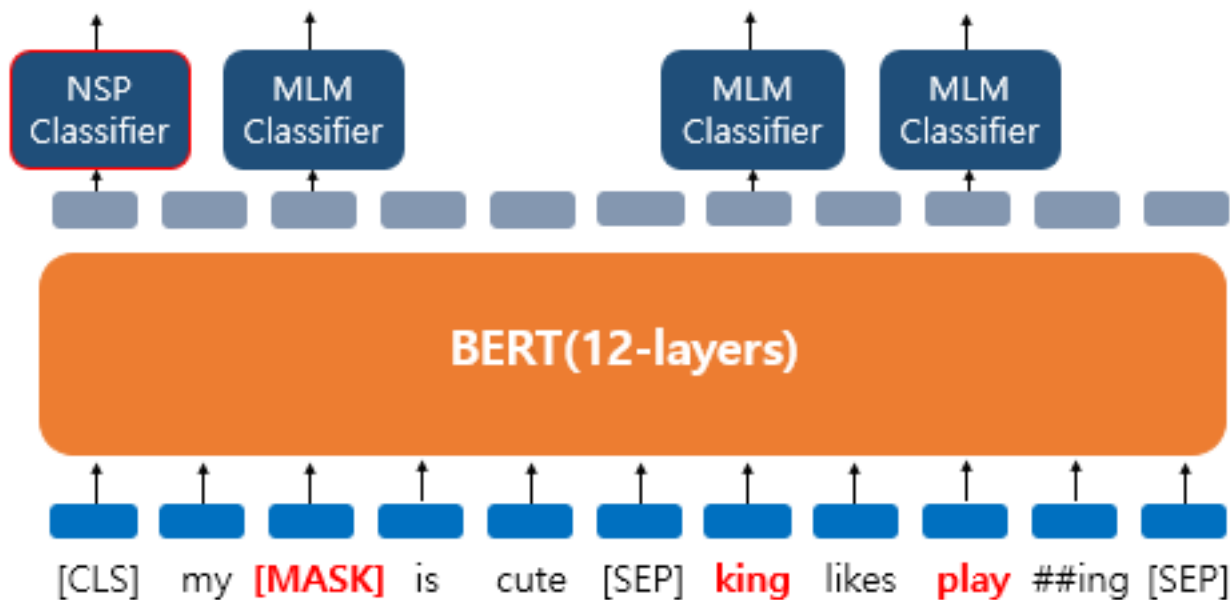 NSP
Classifier
MLM
Classifier
MLM
Classifier
MLM
Classifier
BERT(12-layers)
[CLS] my [MASK] is cute [SEP] king likes play ##ing [SEP]